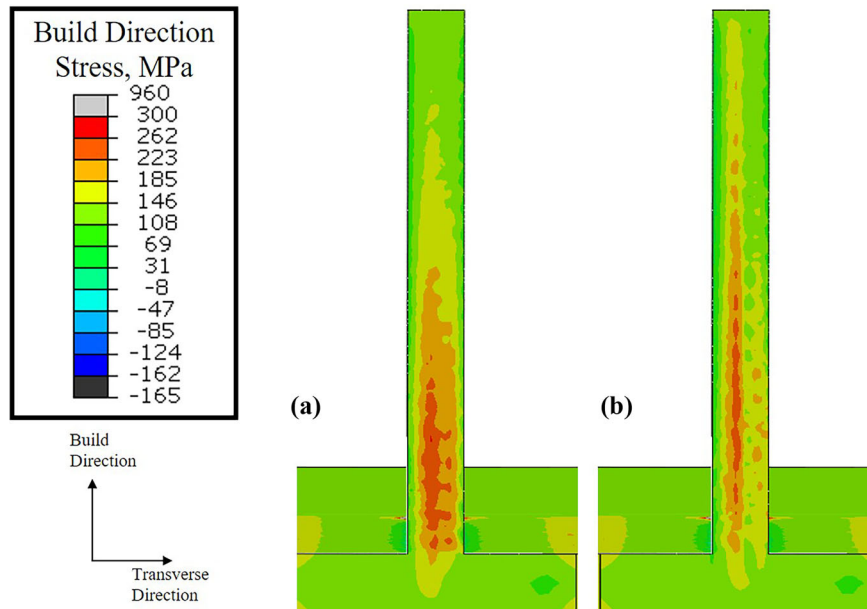 Build Direction
Stress, MPa
960
300
262
223
185
146
108
69
31
-8
-47
-85
-124
-162
-165
(a)
(b)
Build
Direction
Transverse
Direction